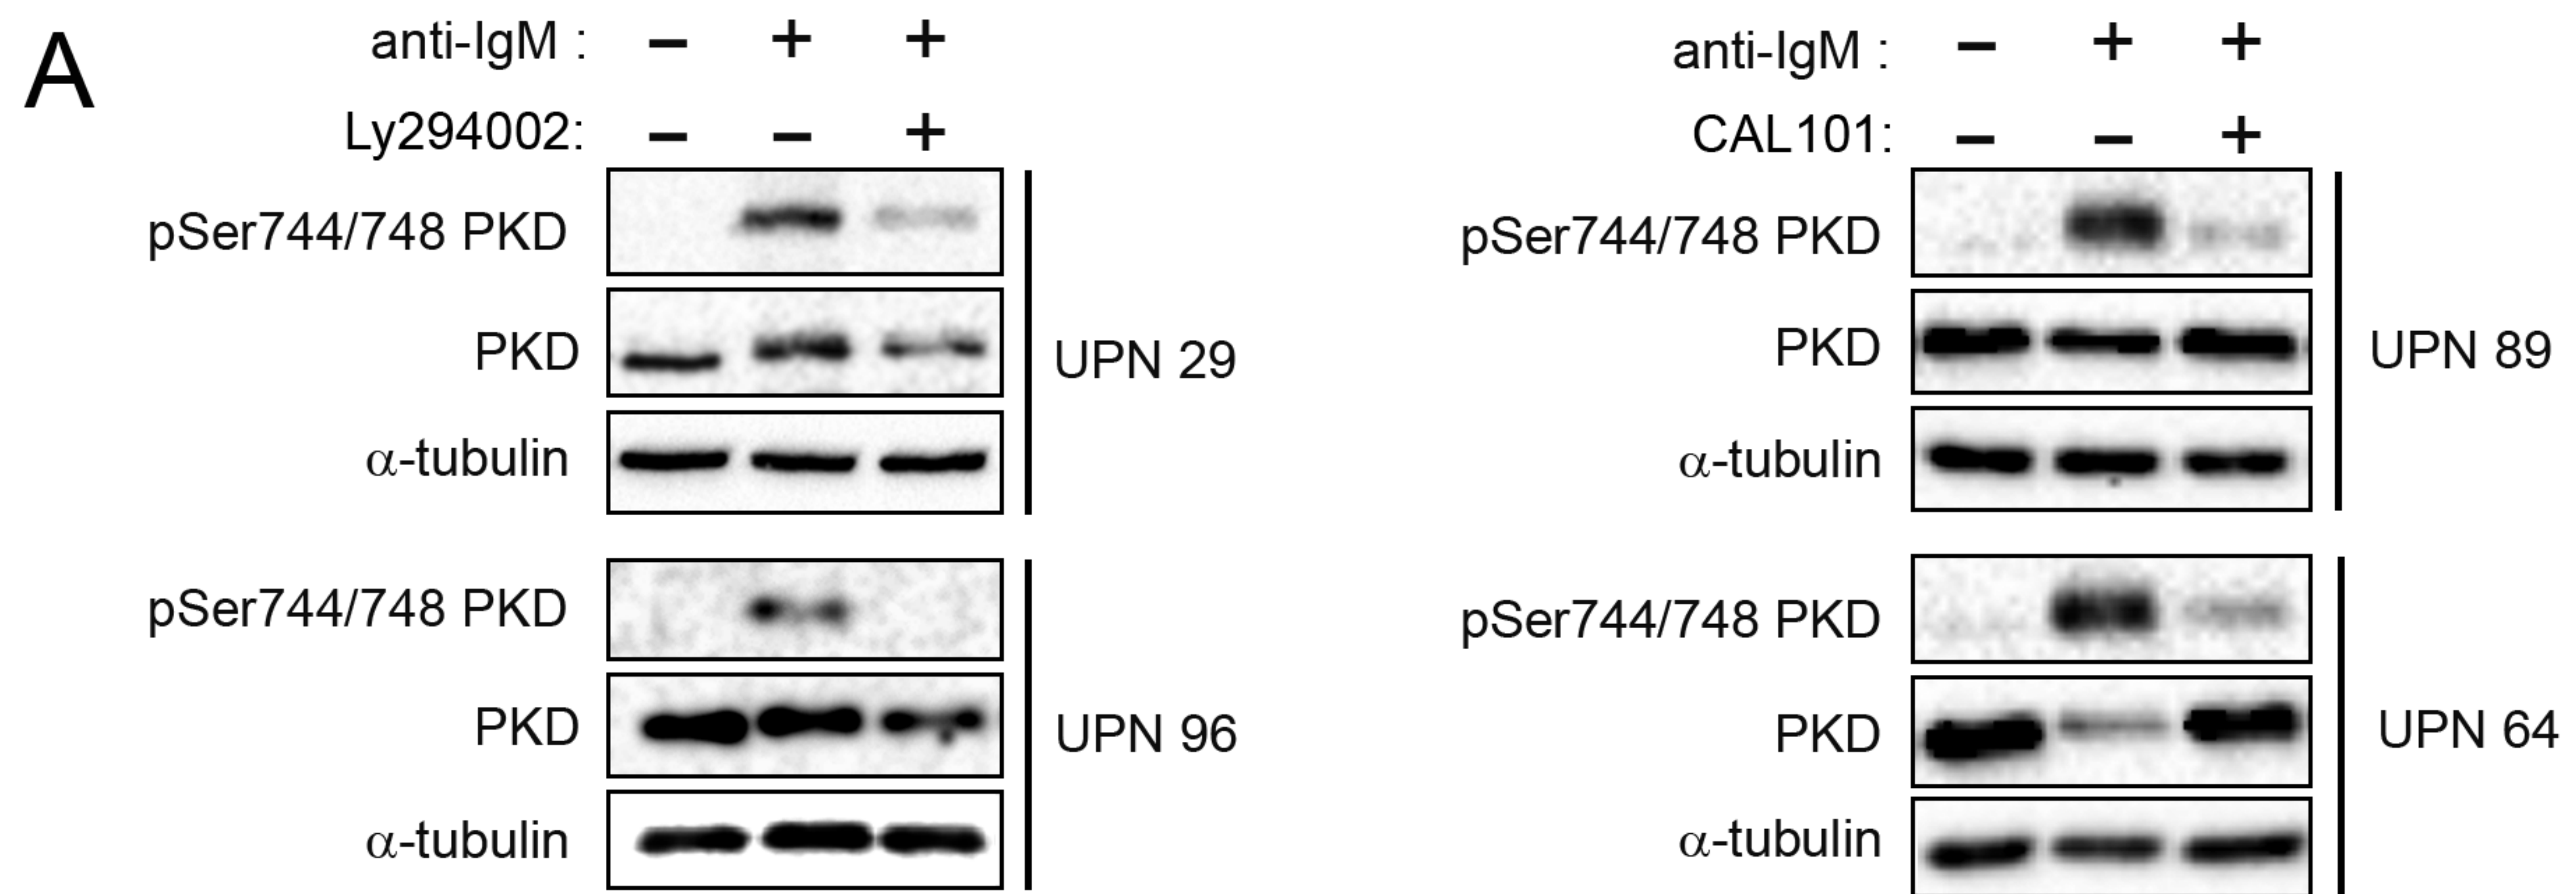 A
anti-IgM : – + +
Ly294002: – – +
pSer744/748 PKD
PKD
α-tubulin
UPN 29
pSer744/748 PKD
PKD
α-tubulin
UPN 96
anti-IgM : – + +
CAL101: – – +
pSer744/748 PKD
PKD
α-tubulin
UPN 89
pSer744/748 PKD
PKD
α-tubulin
UPN 64